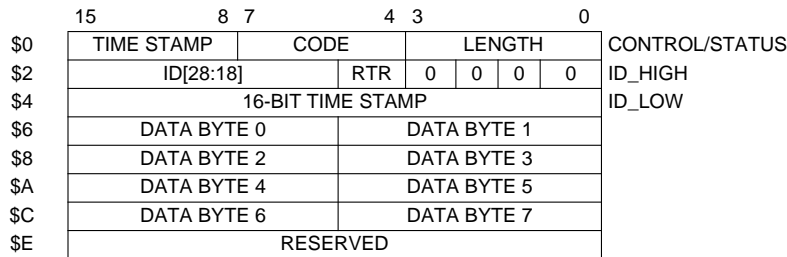 15 8 7 4 3 0
$0 TIME STAMP CODE LENGTH CONTROL/STATUS
$2 ID[28:18] RTR 0 0 0 0 ID_HIGH
$4 16-BIT TIME STAMP ID_LOW
$6 DATA BYTE 0 DATA BYTE 1
$8 DATA BYTE 2 DATA BYTE 3
$A DATA BYTE 4 DATA BYTE 5
$C DATA BYTE 6 DATA BYTE 7
$E RESERVED